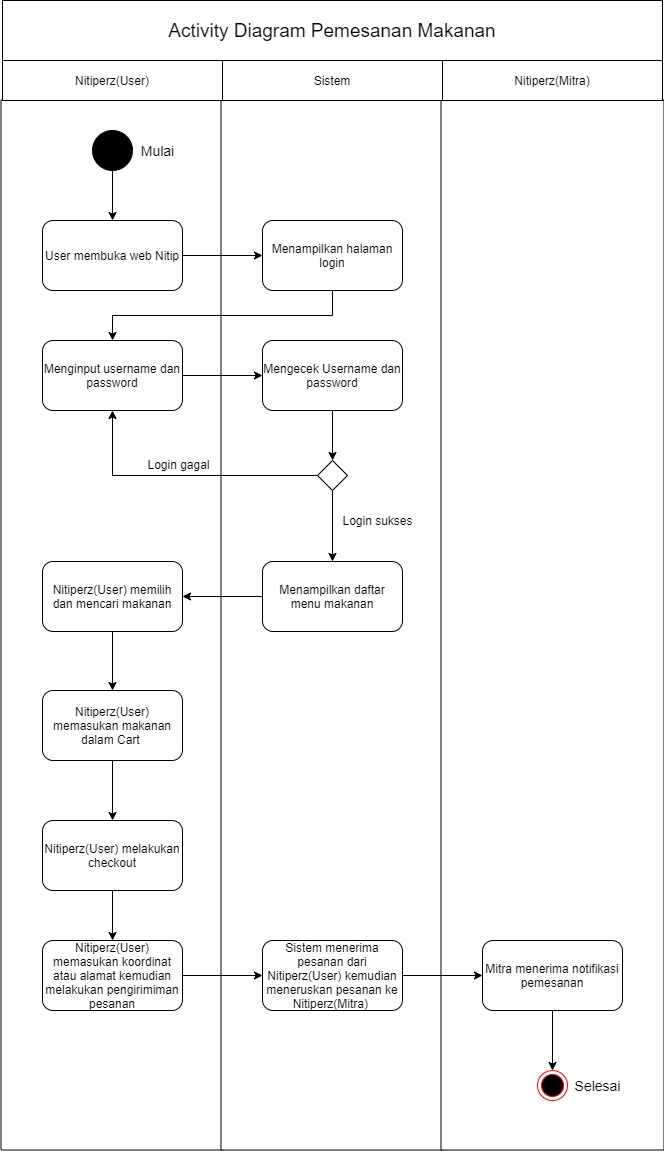 Activity Diagram Pemesanan Makanan
Nitiperz(User)
Sistem
Nitiperz(Mitra)
Mulai
User membuka web Nitip
Menampilkan halaman
login
Menginput username dan
password
Mengecek Username dan
password
Login gagal
Login sukses
Nitiperz(User) memilih
dan mencari makanan
Menampilkan daftar
menu makanan
Nitiperz(User)
memasukan makanan
dalam Cart
Nitiperz(User) melakukan
checkout
Nitiperz(User)
memasukan koordinat
atau alamat kemudian
melakukan pengirimiman
pesanan
Sistem menerima
pesanan dari
Nitiperz(User) kemudian
meneruskan pesanan ke
Nitiperz(Mitra)
Mitra menerima notifikasi
pemesanan
Selesai